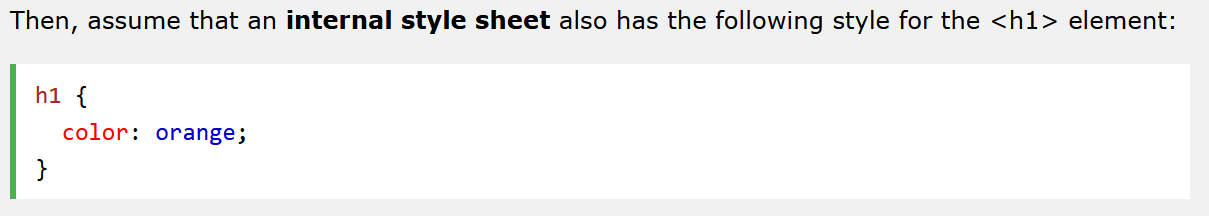 Then, assume that an internal style sheet also has the following style for the <h1> element:
h1 {
  color: orange;
}